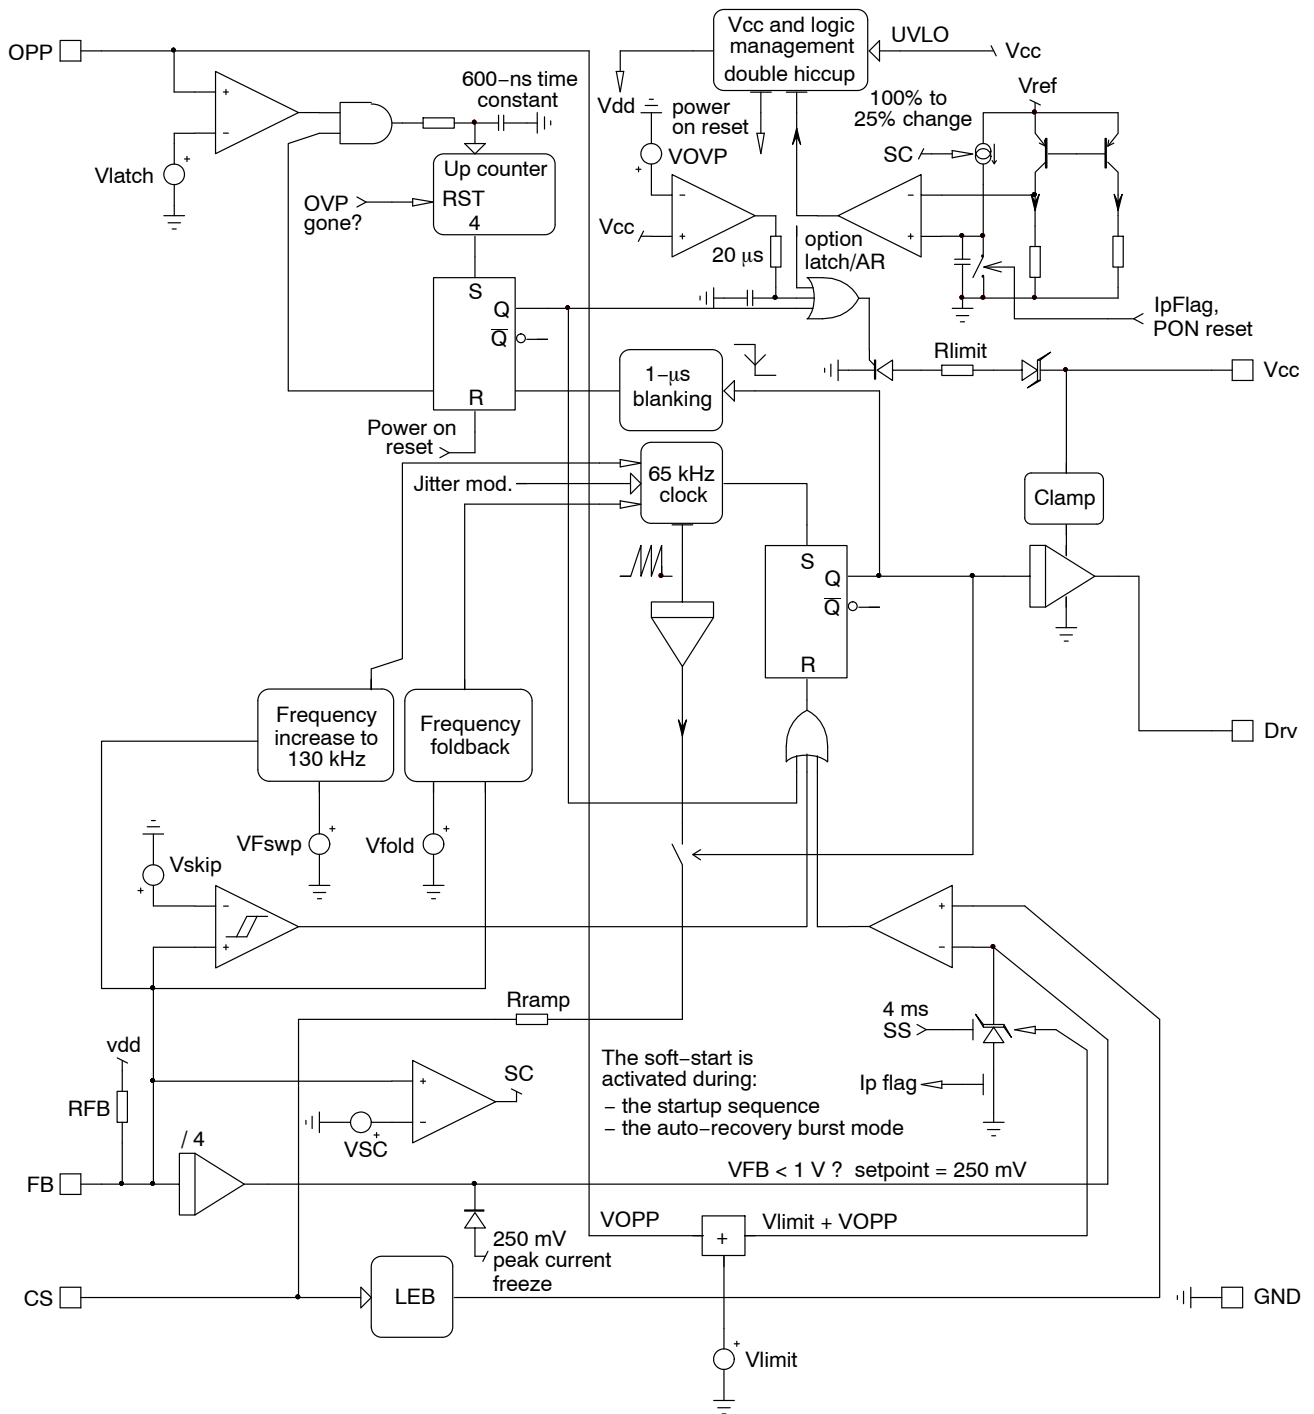 OPP
Vcc and logic
management
double hiccup
UVLO
Vcc
600−ns time
constant
Vdd
power
on reset
100% to
25% change
Vref
+
−
Vlatch
+
VOVP
+
SC
Up counter
RST
4
OVP
gone?
Vcc
−
+
20 μs
option
latch/AR
−
+
S
Q
Q
R
IpFlag,
PON reset
Rlimit
Vcc
1−μs
blanking
Power on
reset
Jitter mod.
65 kHz
clock
Clamp
S
Q
Q
R
Frequency
increase to
130 kHz
Frequency
foldback
Drv
VFswp
+
Vfold
+
Vskip
+
−
+
+
−
Rramp
4 ms
SS
vdd
RFB
The soft−start is
activated during:
− the startup sequence
− the auto−recovery burst mode
SC
+
−
VSC
+
Ip flag
/ 4
FB
VFB < 1 V ? setpoint = 250 mV
VOPP
+
Vlimit + VOPP
250 mV
peak current
freeze
CS
LEB
GND
+
Vlimit